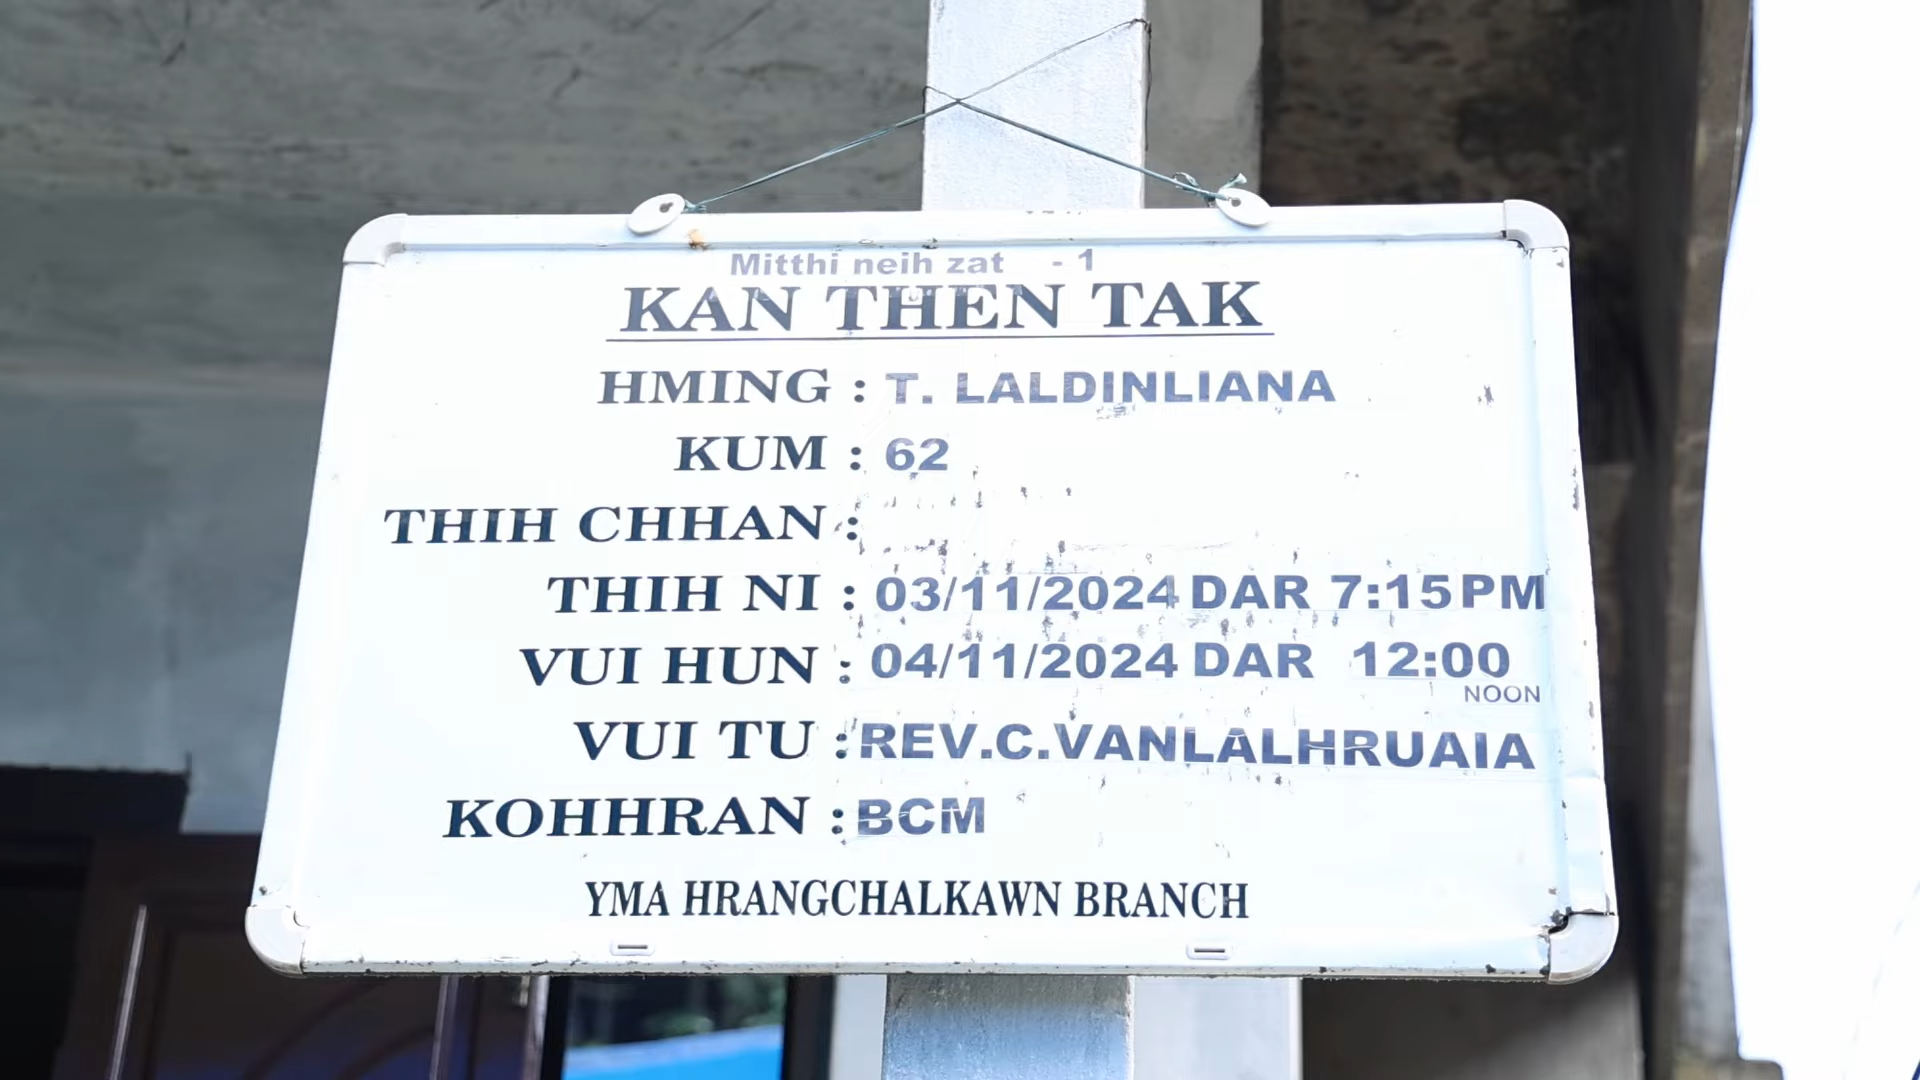 Mitthi neih zat - 1
KAN THEN TAK
HMING : T. LALDINLIANA
KUM : 62
THIH CHHAN :
THIH NI : 03/11/2024 DAR 7:15 PM
VUI HUN : 04/11/2024 DAR 12:00
NOON
VUI TU : REV.C.VANLALHRUAIA
KOHHRAN : BCM
YMA HRANGCHALKAWN BRANCH